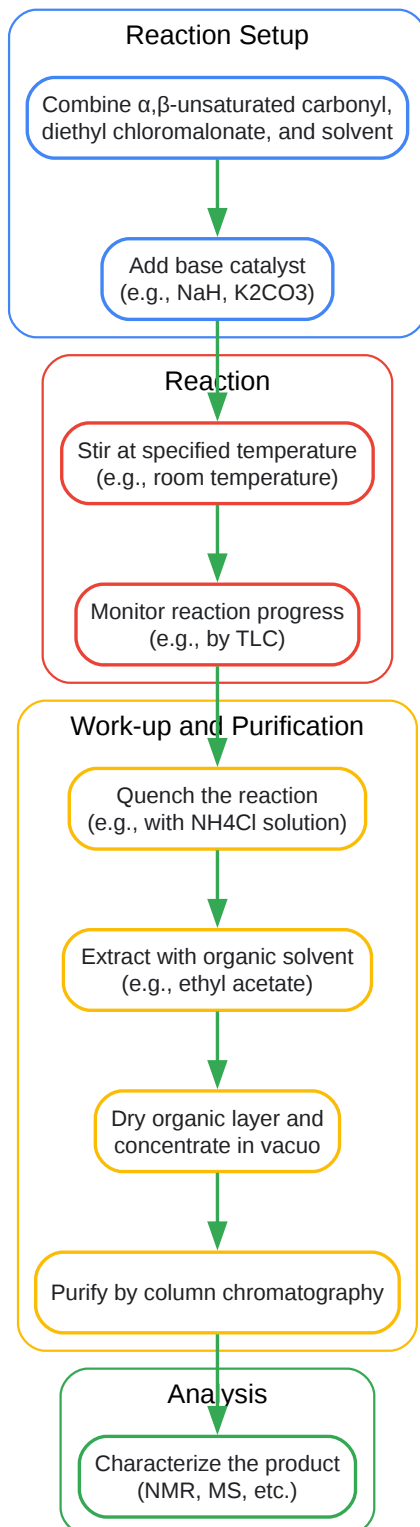 Reaction Setup
Combine α,β-unsaturated carbonyl,
diethyl chloromalonate, and solvent
Add base catalyst
(e.g., NaH, K2CO3)
Reaction
Stir at specified temperature
(e.g., room temperature)
Monitor reaction progress
(e.g., by TLC)
Work-up and Purification
Quench the reaction
(e.g., with NH4Cl solution)
Extract with organic solvent
(e.g., ethyl acetate)
Dry organic layer and
concentrate in vacuo
Purify by column chromatography
Analysis
Characterize the product
(NMR, MS, etc.)